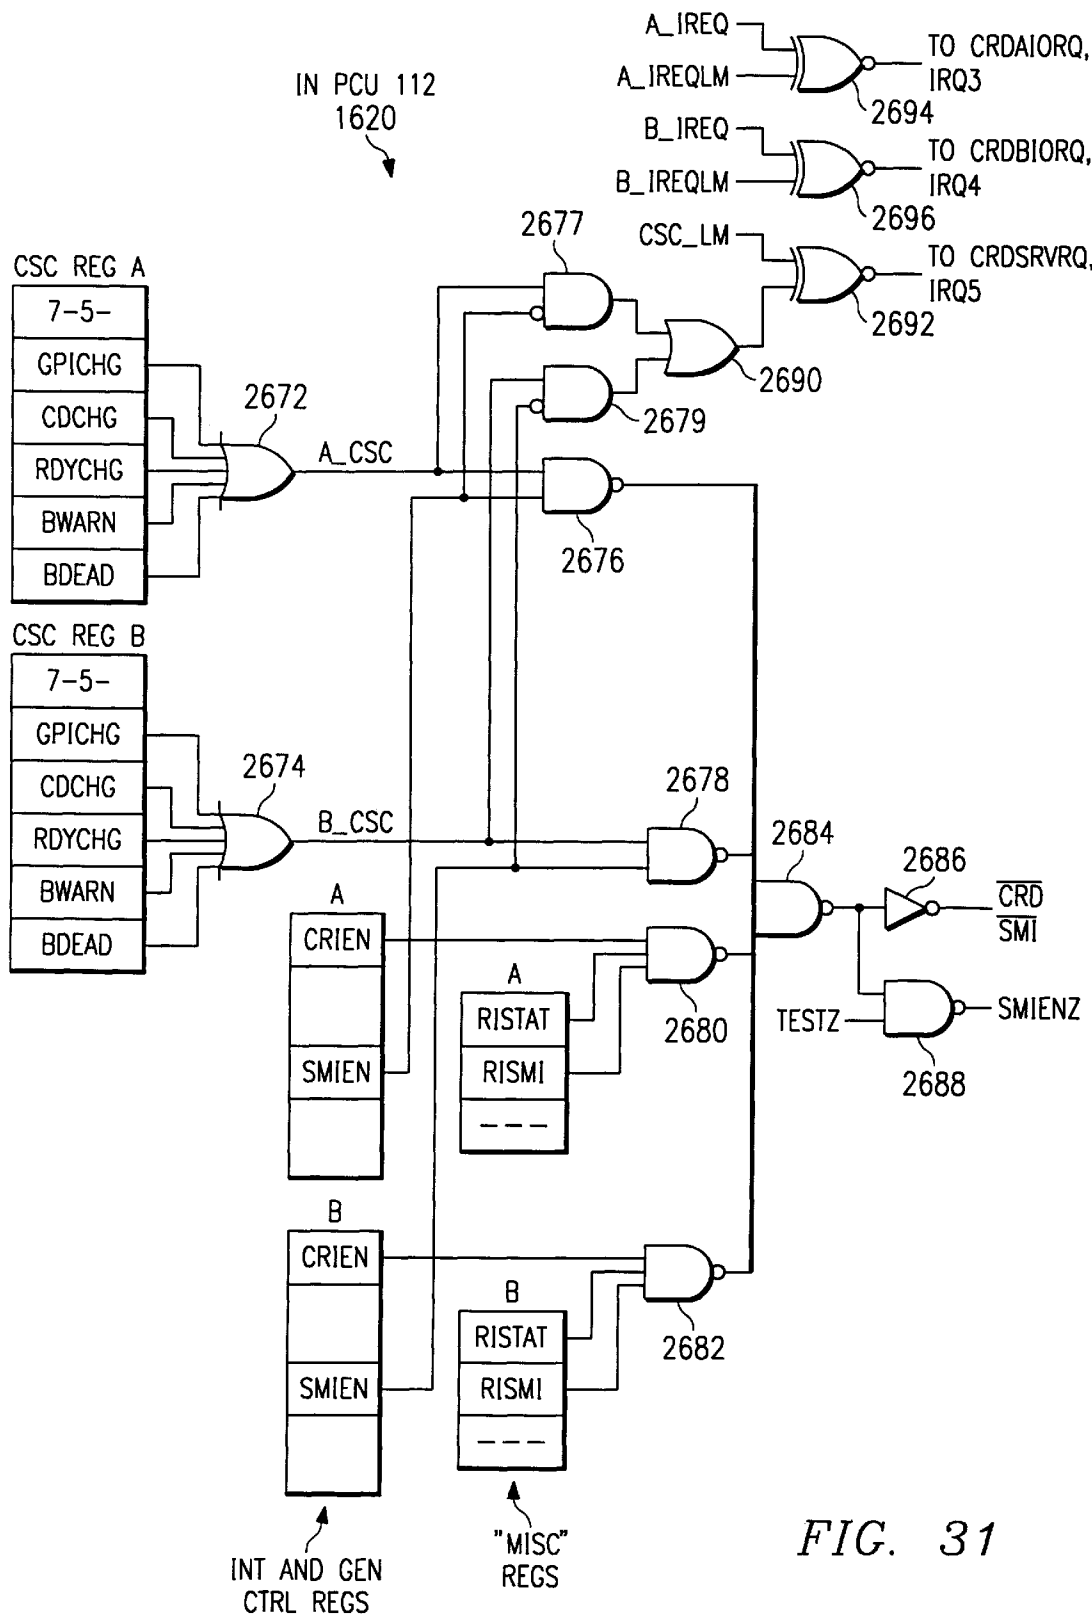 IN PCU 112
1620
A_IREQ
A_IREQLM
2694
TO CRDAIORQ,
IRQ3
B_IREQ
B_IREQLM
2696
TO CRDBIORQ,
IRQ4
CSC_LM
2692
TO CRDSRVRQ,
IRQ5
2677
2690
2679
2676
CSC REG A
7-5-
GPICHG
CDCHG
RDYCHG
BWARN
BDEAD
2672
A_CSC
CSC REG B
7-5-
GPICHG
CDCHG
RDYCHG
BWARN
BDEAD
2674
B_CSC
2678
2684
2686
CRD
SMI
A
CRIEN
SMIEN
A
RISTAT
RISMI
---
2680
TESTZ
SMIENZ
2688
B
CRIEN
SMIEN
B
RISTAT
RISMI
---
2682
INT AND GEN
CTRL REGS
"MISC"
REGS
FIG. 31